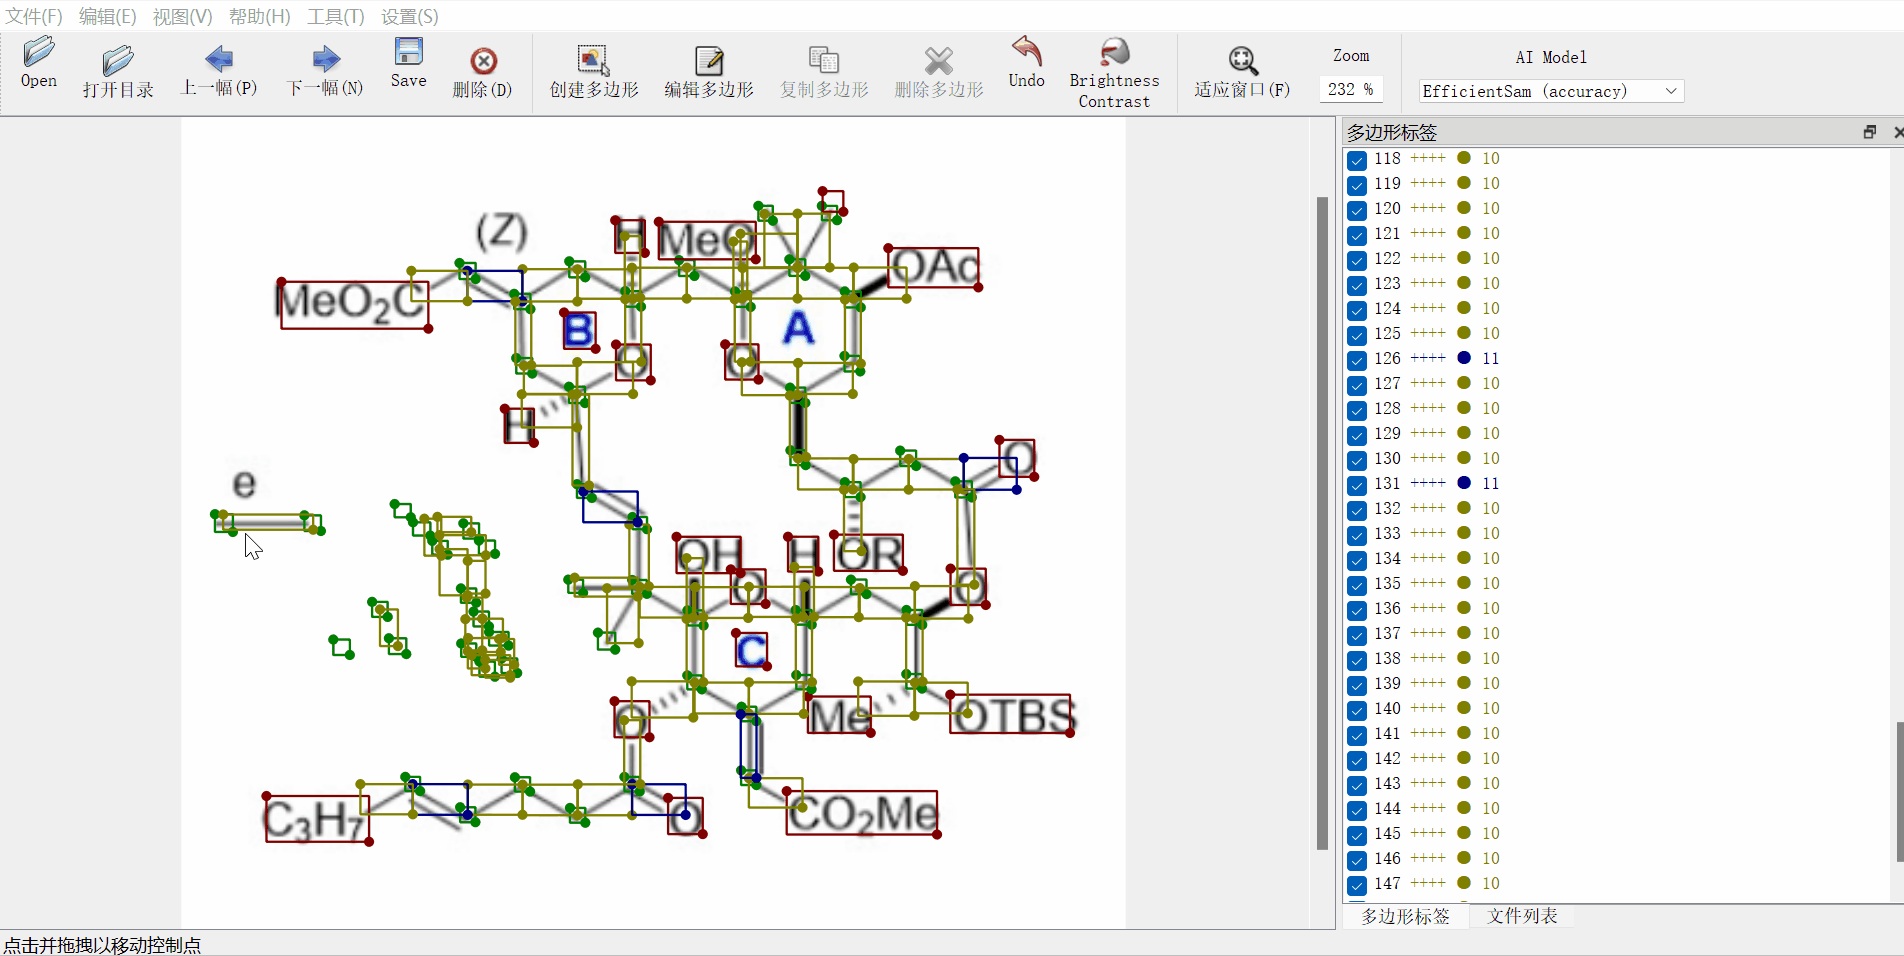 文件(F) 编辑(E) 视图(V) 帮助(H) 工具(T) 设置(S)
Open 打开目录 上一幅(P) 下一幅(N) Save 删除(D) 创建多边形 编辑多边形 复制多边形 删除多边形 Undo Brightness Contrast 适应窗口(F)
Zoom
232 %
AI Model
EfficientSam (accuracy)
(Z)
H
MeO
OAc
MeO₂C
B
A
O
O
H
O
e
OH
O
H
OR
O
C
O
Me
OTBS
C₃H₇
O
CO₂Me
多边形标签
118 ++++ 10
119 ++++ 10
120 ++++ 10
121 ++++ 10
122 ++++ 10
123 ++++ 10
124 ++++ 10
125 ++++ 10
126 ++++ 11
127 ++++ 10
128 ++++ 10
129 ++++ 10
130 ++++ 10
131 ++++ 11
132 ++++ 10
133 ++++ 10
134 ++++ 10
135 ++++ 10
136 ++++ 10
137 ++++ 10
138 ++++ 10
139 ++++ 10
140 ++++ 10
141 ++++ 10
142 ++++ 10
143 ++++ 10
144 ++++ 10
145 ++++ 10
146 ++++ 10
147 ++++ 10
多边形标签 文件列表
点击并拖拽以移动控制点